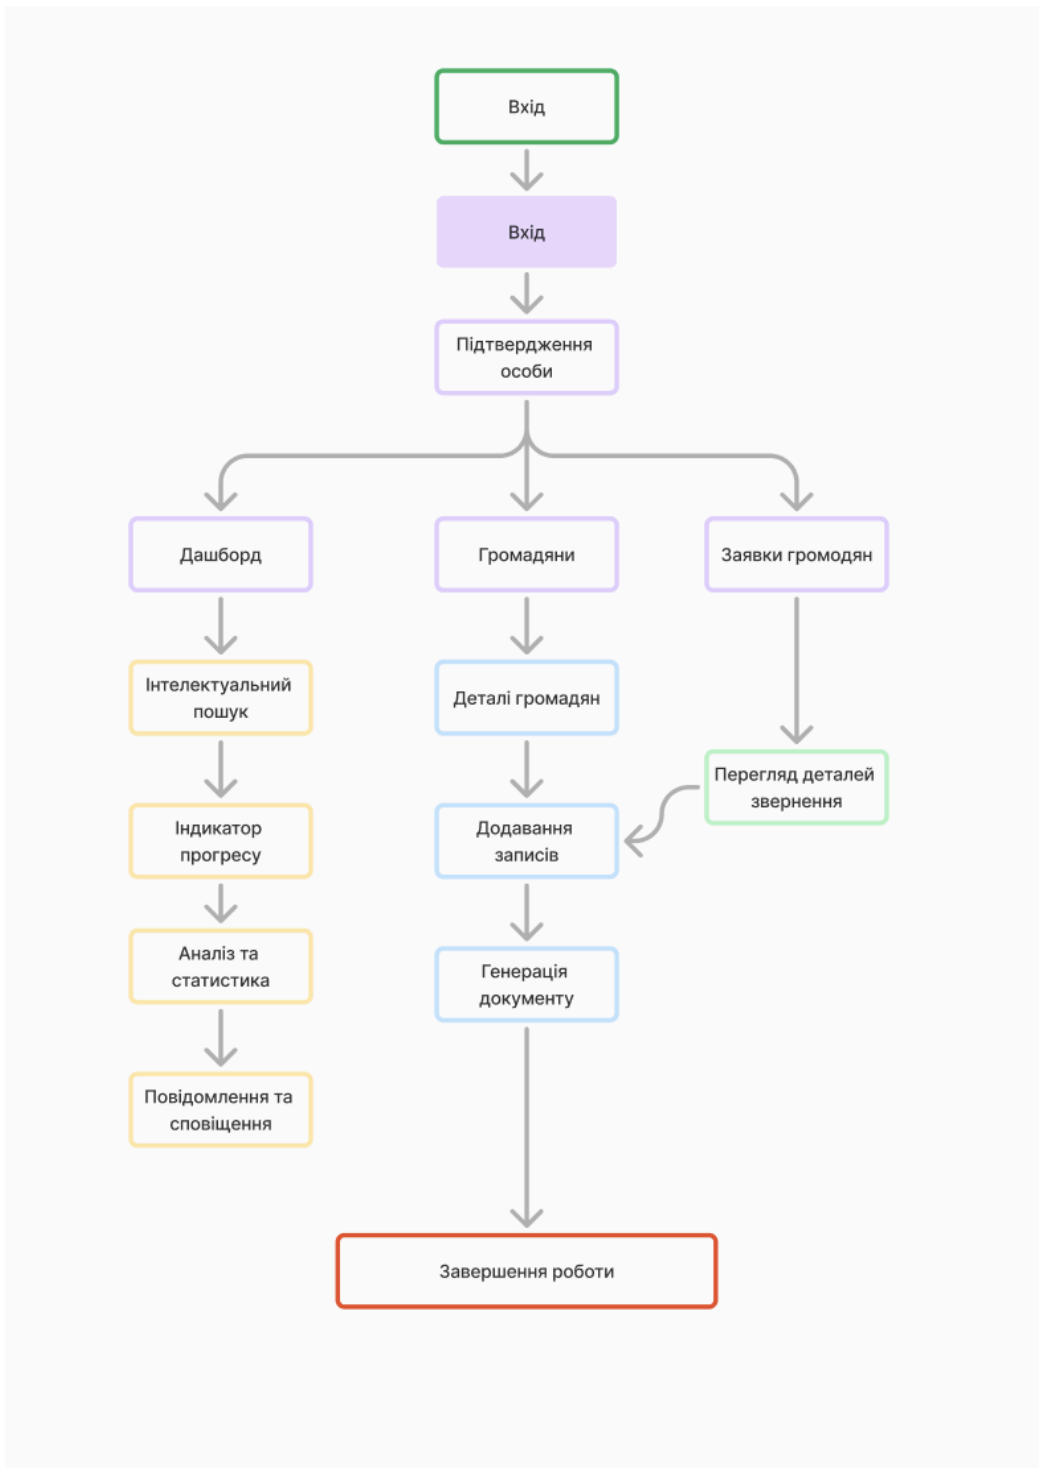 Вхід
Вхід
Підтвердження
особи
Дашборд
Громадяни
Заявки громодян
Інтелектуальний
пошук
Деталі громадян
Перегляд деталей
звернення
Індикатор
прогресу
Додавання
записів
Аналіз та
статистика
Генерація
документу
Повідомлення та
сповіщення
Завершення роботи